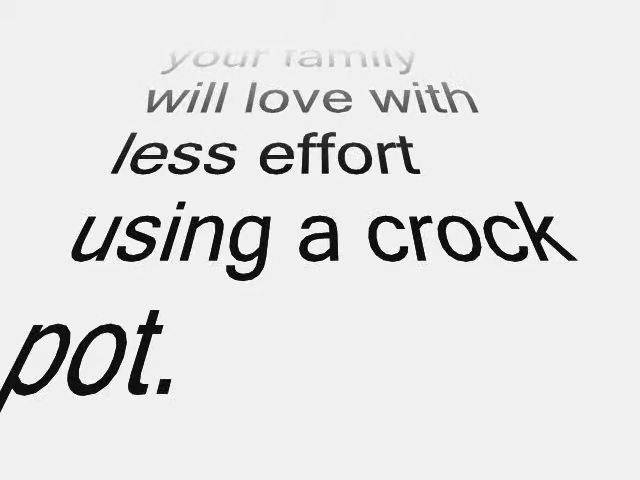 your family
will love with
less effort
using a crock
pot.